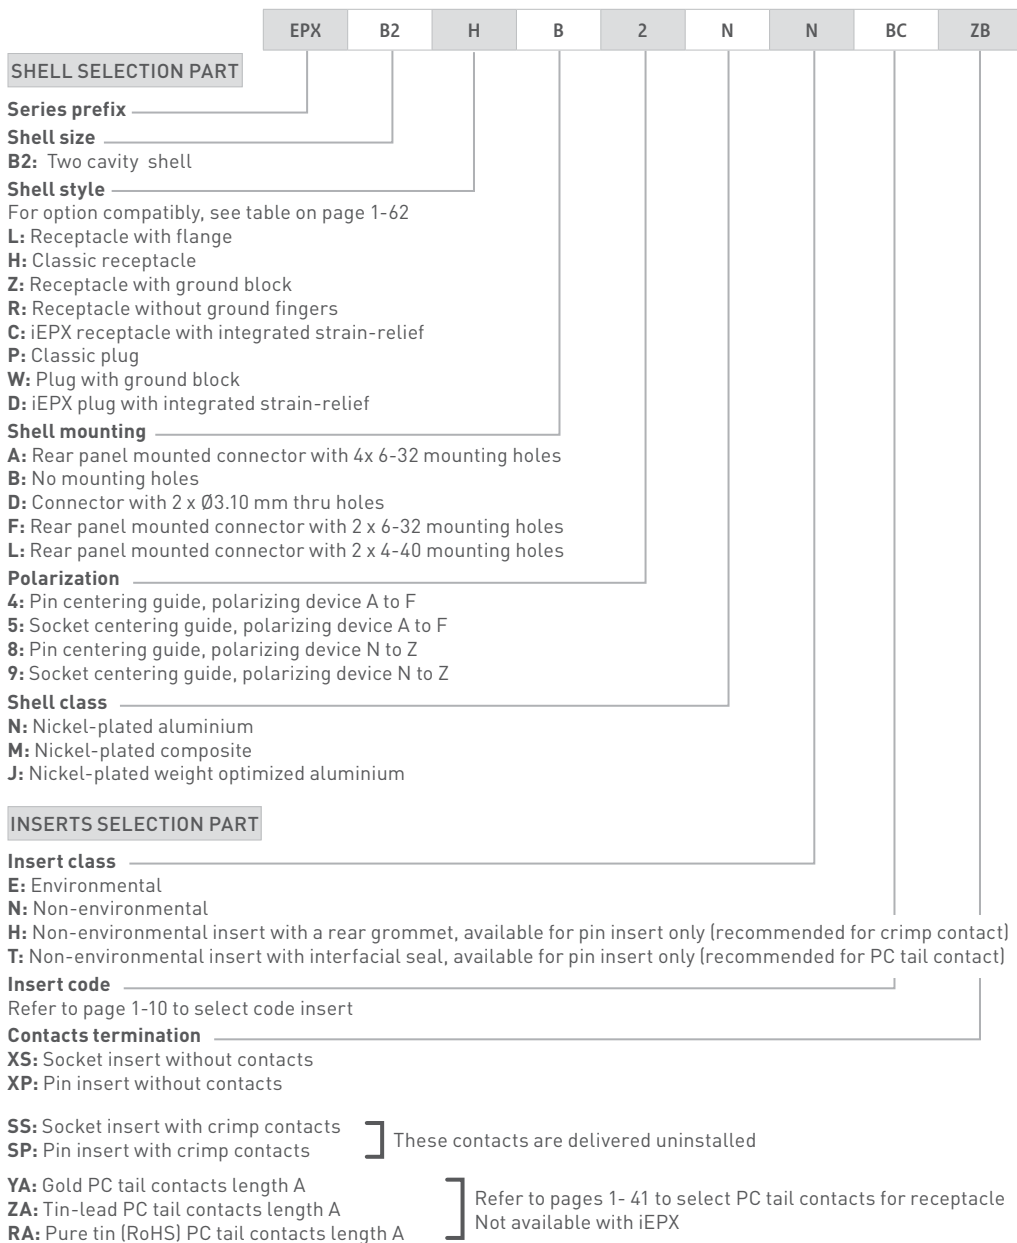 EPX B2 H B 2 N N BC ZB
SHELL SELECTION PART
Series prefix
Shell size
B2: Two cavity shell
Shell style
For option compatibly, see table on page 1-62
L: Receptacle with flange
H: Classic receptacle
Z: Receptacle with ground block
R: Receptacle without ground fingers
C: iEPX receptacle with integrated strain-relief
P: Classic plug
W: Plug with ground block
D: iEPX plug with integrated strain-relief
Shell mounting
A: Rear panel mounted connector with 4x 6-32 mounting holes
B: No mounting holes
D: Connector with 2 x Ø3.10 mm thru holes
F: Rear panel mounted connector with 2 x 6-32 mounting holes
L: Rear panel mounted connector with 2 x 4-40 mounting holes
Polarization
4: Pin centering guide, polarizing device A to F
5: Socket centering guide, polarizing device A to F
8: Pin centering guide, polarizing device N to Z
9: Socket centering guide, polarizing device N to Z
Shell class
N: Nickel-plated aluminium
M: Nickel-plated composite
J: Nickel-plated weight optimized aluminium
INSERTS SELECTION PART
Insert class
E: Environmental
N: Non-environmental
H: Non-environmental insert with a rear grommet, available for pin insert only (recommended for crimp contact)
T: Non-environmental insert with interfacial seal, available for pin insert only (recommended for PC tail contact)
Insert code
Refer to page 1-10 to select code insert
Contacts termination
XS: Socket insert without contacts
XP: Pin insert without contacts
SS: Socket insert with crimp contacts
SP: Pin insert with crimp contacts
These contacts are delivered uninstalled
YA: Gold PC tail contacts length A
ZA: Tin-lead PC tail contacts length A
RA: Pure tin (RoHS) PC tail contacts length A
Refer to pages 1- 41 to select PC tail contacts for receptacle
Not available with iEPX